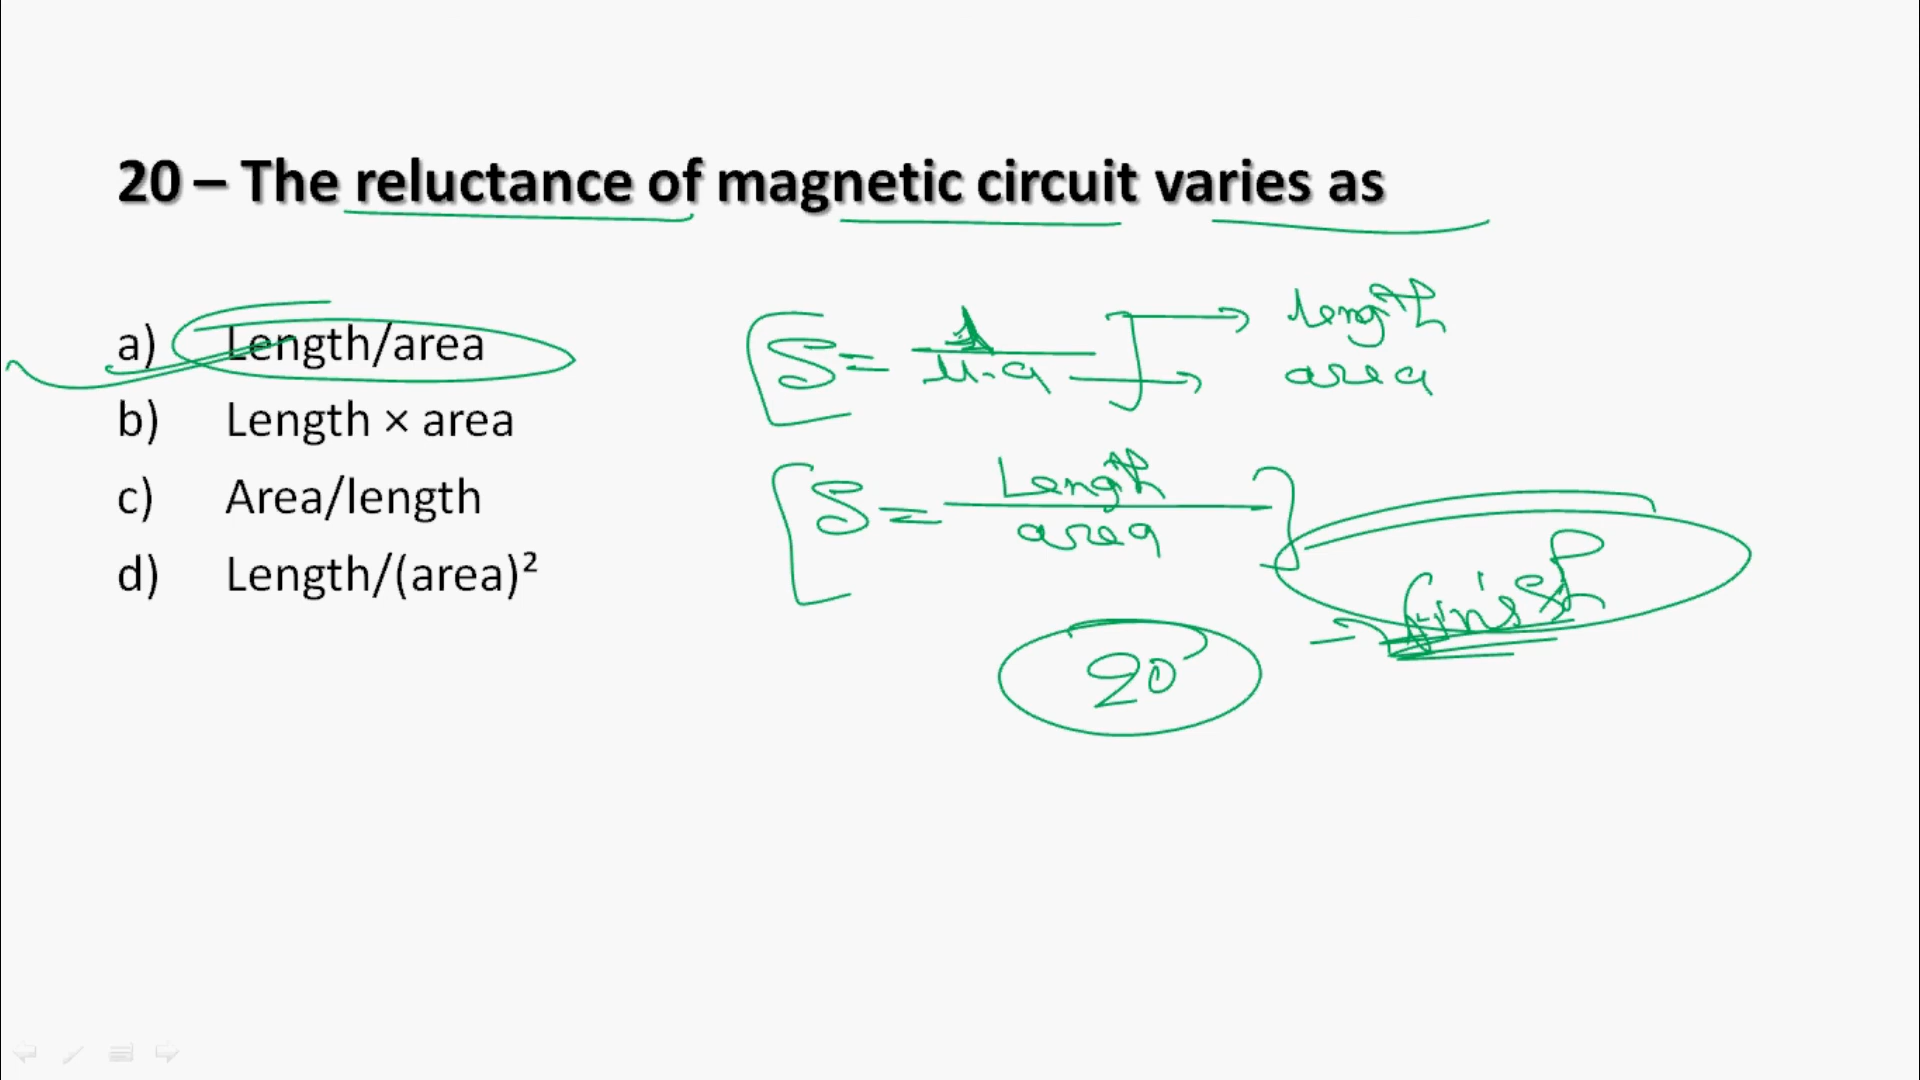 20 – The reluctance of magnetic circuit varies as
a) Length/area
b) Length × area
c) Area/length
d) Length/(area)²
S = l / μ.a → length
→ area
S = Length / area
→ finish
20